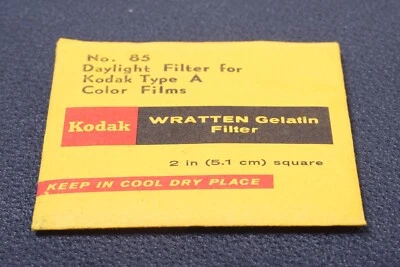 No. 85
Daylight Filter for
Kodak Type A
Color Films
Kodak
WRATTEN Gelatin
Filter
2 in (5.1 cm) square
KEEP IN COOL DRY PLACE